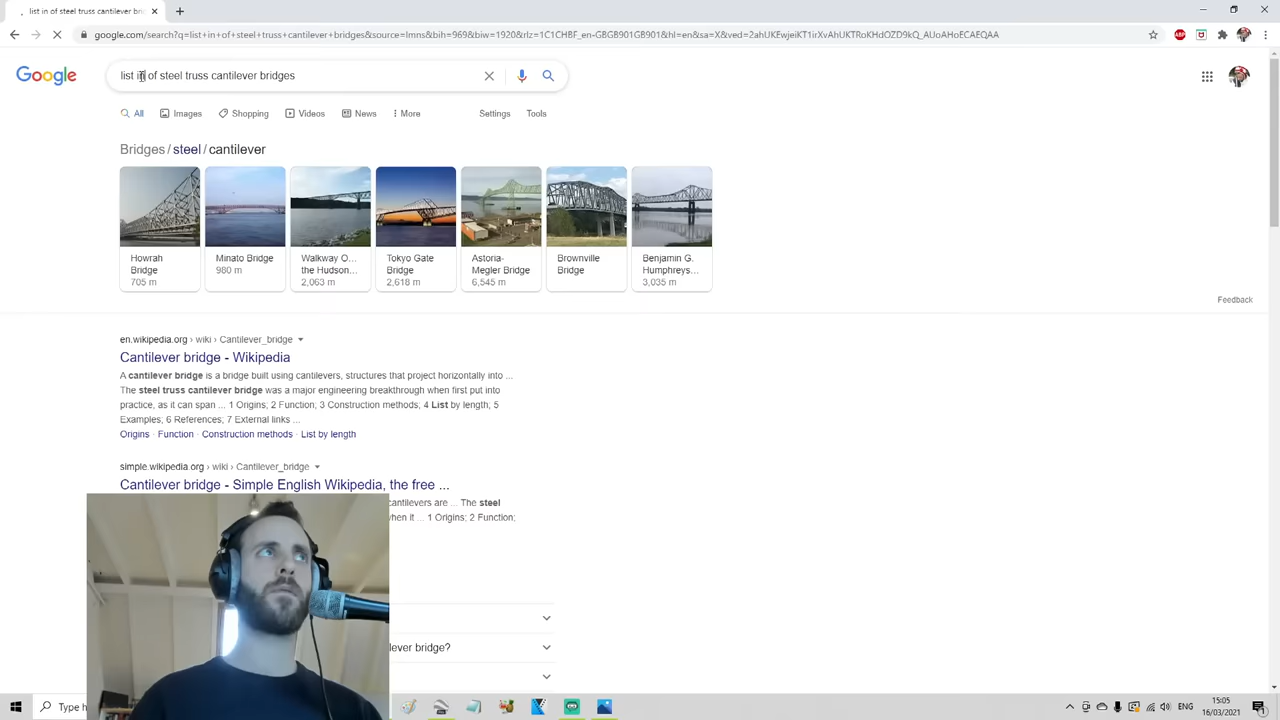 list in of steel truss cantilever bri
google.com/search?q=list+in+of+steel+truss+cantilever+bridges&source=lmns&bih=969&biw=1920&rlz=1C1CHBF_en-GBGB901GB901&hl=en&sa=X&ved=2ahUKEwjeiKT1irXvAhUKTRoKHdOZD9kQ_AUoAHoECAEQAA
ABP
Google
list in of steel truss cantilever bridges
All Images Shopping Videos News More Settings Tools
Bridges / steel / cantilever
Howrah Bridge 705 m
Minato Bridge 980 m
Walkway O... the Hudson... 2,063 m
Tokyo Gate Bridge 2,618 m
Astoria-Megler Bridge 6,545 m
Brownville Bridge
Benjamin G. Humphreys... 3,035 m
Feedback
en.wikipedia.org › wiki › Cantilever_bridge
Cantilever bridge - Wikipedia
A cantilever bridge is a bridge built using cantilevers, structures that project horizontally into ...
The steel truss cantilever bridge was a major engineering breakthrough when first put into
practice, as it can span ... 1 Origins; 2 Function; 3 Construction methods; 4 List by length; 5
Examples; 6 References; 7 External links ...
Origins · Function · Construction methods · List by length
simple.wikipedia.org › wiki › Cantilever_bridge
Cantilever bridge - Simple English Wikipedia, the free ...
cantilevers are ... The steel
when it ... 1 Origins; 2 Function;
lever bridge?
Type h
ENG
15:05
16/03/2021